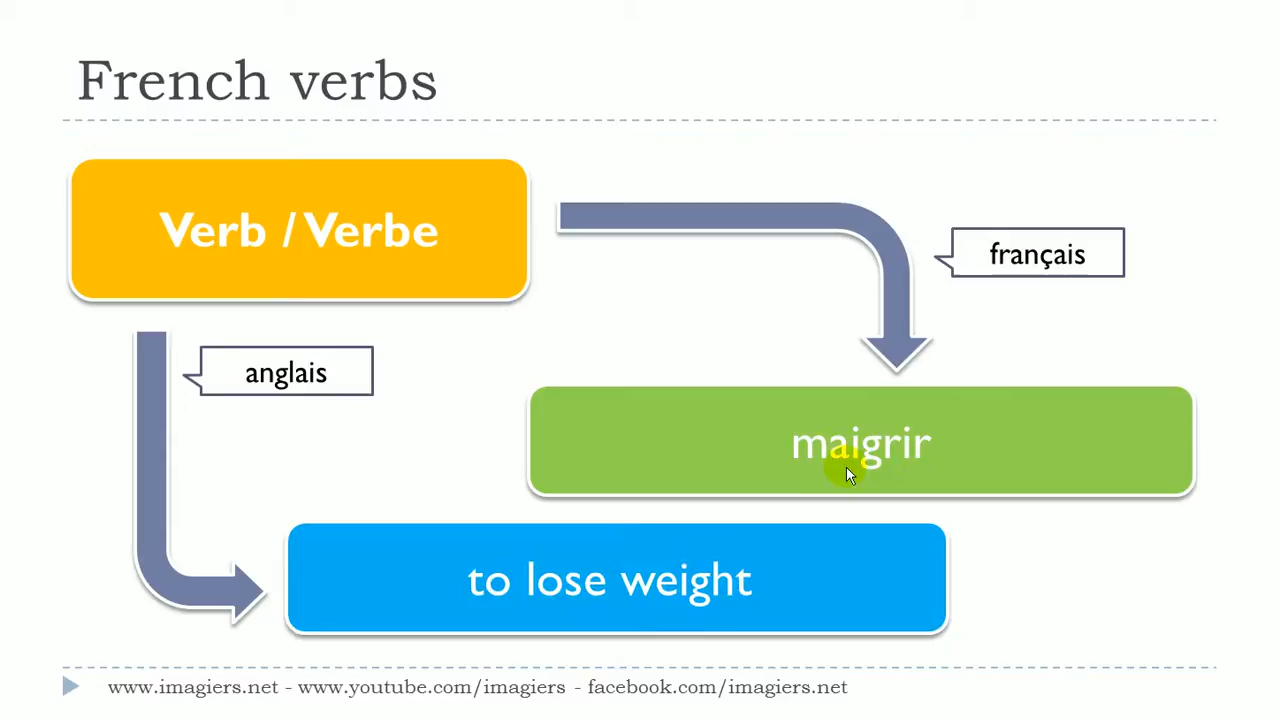 French verbs
Verb / Verbe
français
anglais
maigrir
to lose weight
www.imagiers.net - www.youtube.com/imagiers - facebook.com/imagiers.net